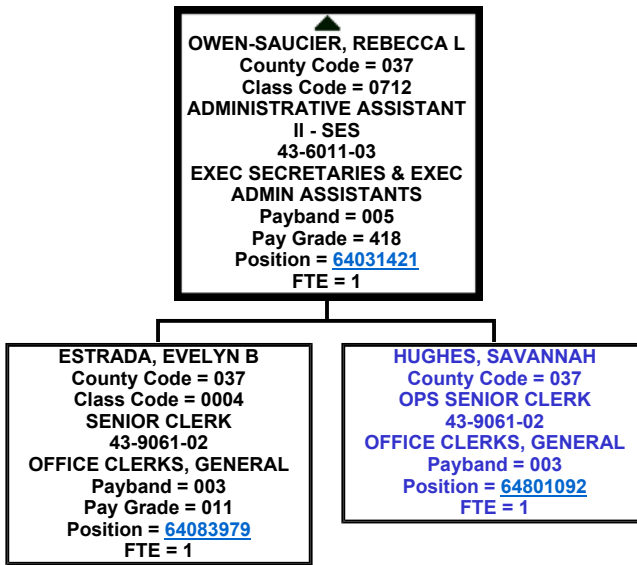 OWEN-SAUCIER, REBECCA L
County Code = 037
Class Code = 0712
ADMINISTRATIVE ASSISTANT
II - SES
43-6011-03
EXEC SECRETARIES & EXEC
ADMIN ASSISTANTS
Payband = 005
Pay Grade = 418
Position = 64031421
FTE = 1
ESTRADA, EVELYN B
County Code = 037
Class Code = 0004
SENIOR CLERK
43-9061-02
OFFICE CLERKS, GENERAL
Payband = 003
Pay Grade = 011
Position = 64083979
FTE = 1
HUGHES, SAVANNAH
County Code = 037
OPS SENIOR CLERK
43-9061-02
OFFICE CLERKS, GENERAL
Payband = 003
Position = 64801092
FTE = 1